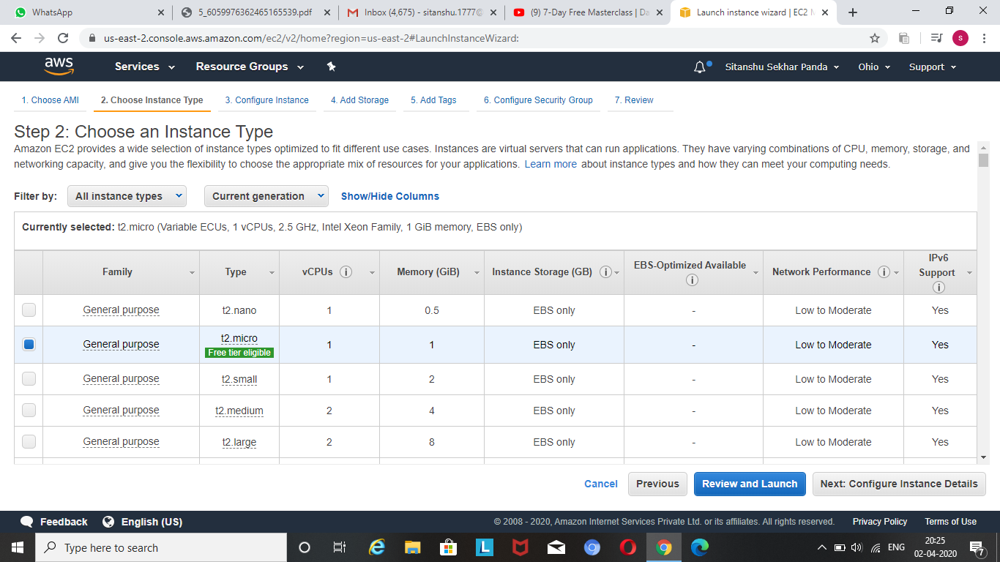 WhatsApp
5_6059976362465165539.pdf
Inbox (4,675) - sitanshu.1777@
(9) 7-Day Free Masterclass | Da
Launch instance wizard | EC2 M
us-east-2.console.aws.amazon.com/ec2/v2/home?region=us-east-2#LaunchInstanceWizard:
s
aws
Services
Resource Groups
Sitanshu Sekhar Panda
Ohio
Support
1. Choose AMI
2. Choose Instance Type
3. Configure Instance
4. Add Storage
5. Add Tags
6. Configure Security Group
7. Review
Step 2: Choose an Instance Type
Amazon EC2 provides a wide selection of instance types optimized to fit different use cases. Instances are virtual servers that can run applications. They have varying combinations of CPU, memory, storage, and
networking capacity, and give you the flexibility to choose the appropriate mix of resources for your applications. Learn more about instance types and how they can meet your computing needs.
Filter by: All instance types Current generation Show/Hide Columns
Currently selected: t2.micro (Variable ECUs, 1 vCPUs, 2.5 GHz, Intel Xeon Family, 1 GiB memory, EBS only)
Family Type vCPUs i Memory (GiB) Instance Storage (GB) i EBS-Optimized Available i Network Performance i IPv6 Support i
General purpose t2.nano 1 0.5 EBS only - Low to Moderate Yes
General purpose t2.micro Free tier eligible 1 1 EBS only - Low to Moderate Yes
General purpose t2.small 1 2 EBS only - Low to Moderate Yes
General purpose t2.medium 2 4 EBS only - Low to Moderate Yes
General purpose t2.large 2 8 EBS only - Low to Moderate Yes
Cancel Previous Review and Launch Next: Configure Instance Details
Feedback English (US) © 2008 - 2020, Amazon Internet Services Private Ltd. or its affiliates. All rights reserved. Privacy Policy Terms of Use
Type here to search
L
ENG
20:25
02-04-2020
7